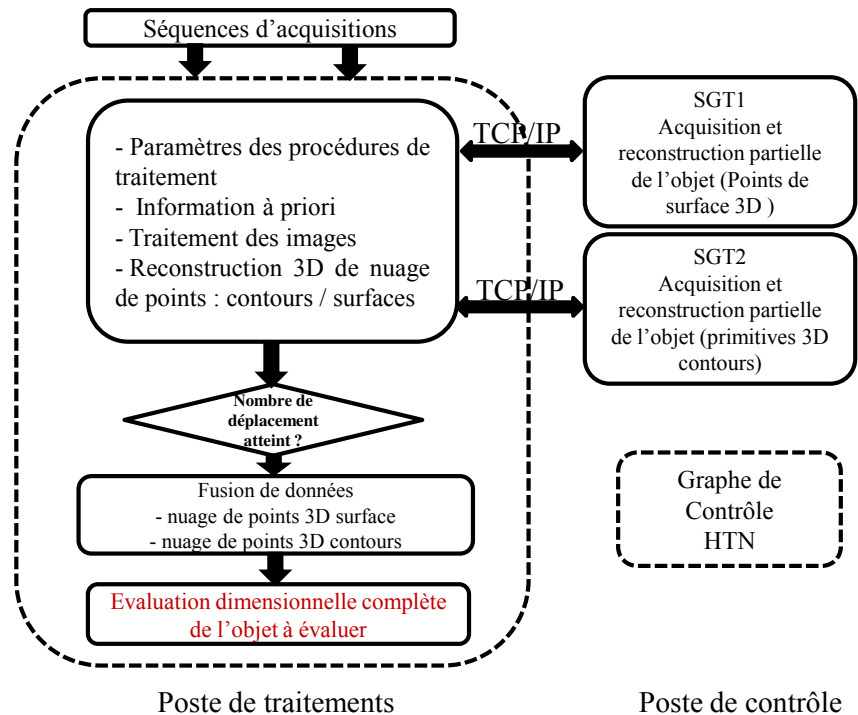 Séquences d'acquisitions
- Paramètres des procédures de
traitement
- Information à priori
- Traitement des images
- Reconstruction 3D de nuage
de points : contours / surfaces
TCP/IP
SGT1
Acquisition et
reconstruction partielle
de l'objet (Points de
surface 3D )
TCP/IP
SGT2
Acquisition et
reconstruction partielle
de l'objet (primitives 3D
contours)
Nombre de
déplacement
atteint ?
Fusion de données
- nuage de points 3D surface
- nuage de points 3D contours
Evaluation dimensionnelle complète
de l'objet à évaluer
Graphe de
Contrôle
HTN
Poste de traitements
Poste de contrôle